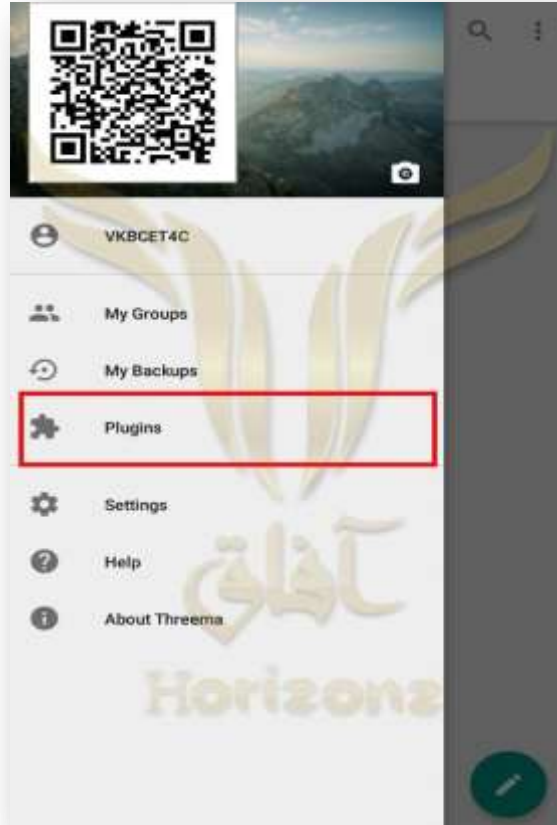 VKBCET4C
My Groups
My Backups
Plugins
Settings
Help
About Threema
آفاق
Horizons